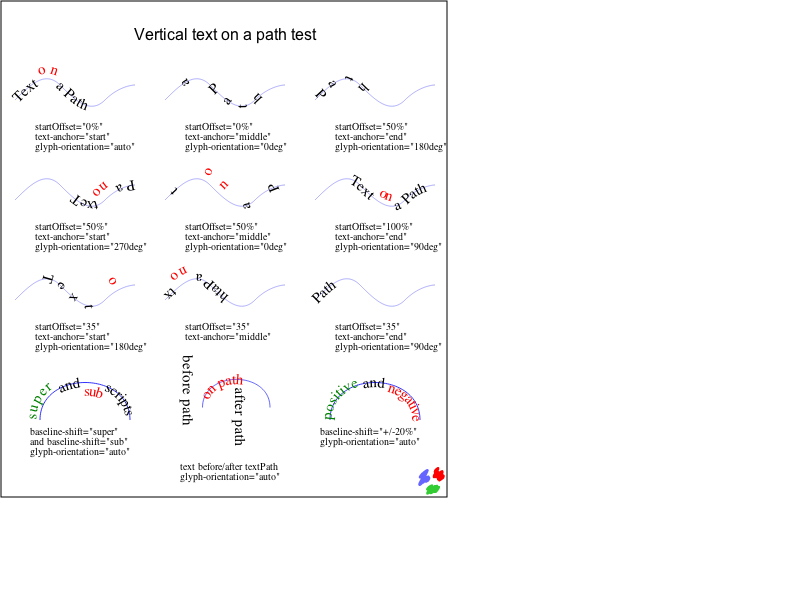 Vertical text on a path test
Text on a Path
a Path
Path
startOffset="0%"
text-anchor="start"
glyph-orientation="auto"
startOffset="0%"
text-anchor="middle"
glyph-orientation="0deg"
startOffset="50%"
text-anchor="end"
glyph-orientation="180deg"
Text on a P
t on a P
Text on a Path
startOffset="50%"
text-anchor="start"
glyph-orientation="270deg"
startOffset="50%"
text-anchor="middle"
glyph-orientation="0deg"
startOffset="100%"
text-anchor="end"
glyph-orientation="90deg"
Text o
xt on a Path
Path
startOffset="35"
text-anchor="start"
glyph-orientation="180deg"
startOffset="35"
text-anchor="middle"
startOffset="35"
text-anchor="end"
glyph-orientation="90deg"
super and sub scripts
before path on path after path
positive and negative
baseline-shift="super"
and baseline-shift="sub"
glyph-orientation="auto"
text before/after textPath
glyph-orientation="auto"
baseline-shift="+/-20%"
glyph-orientation="auto"